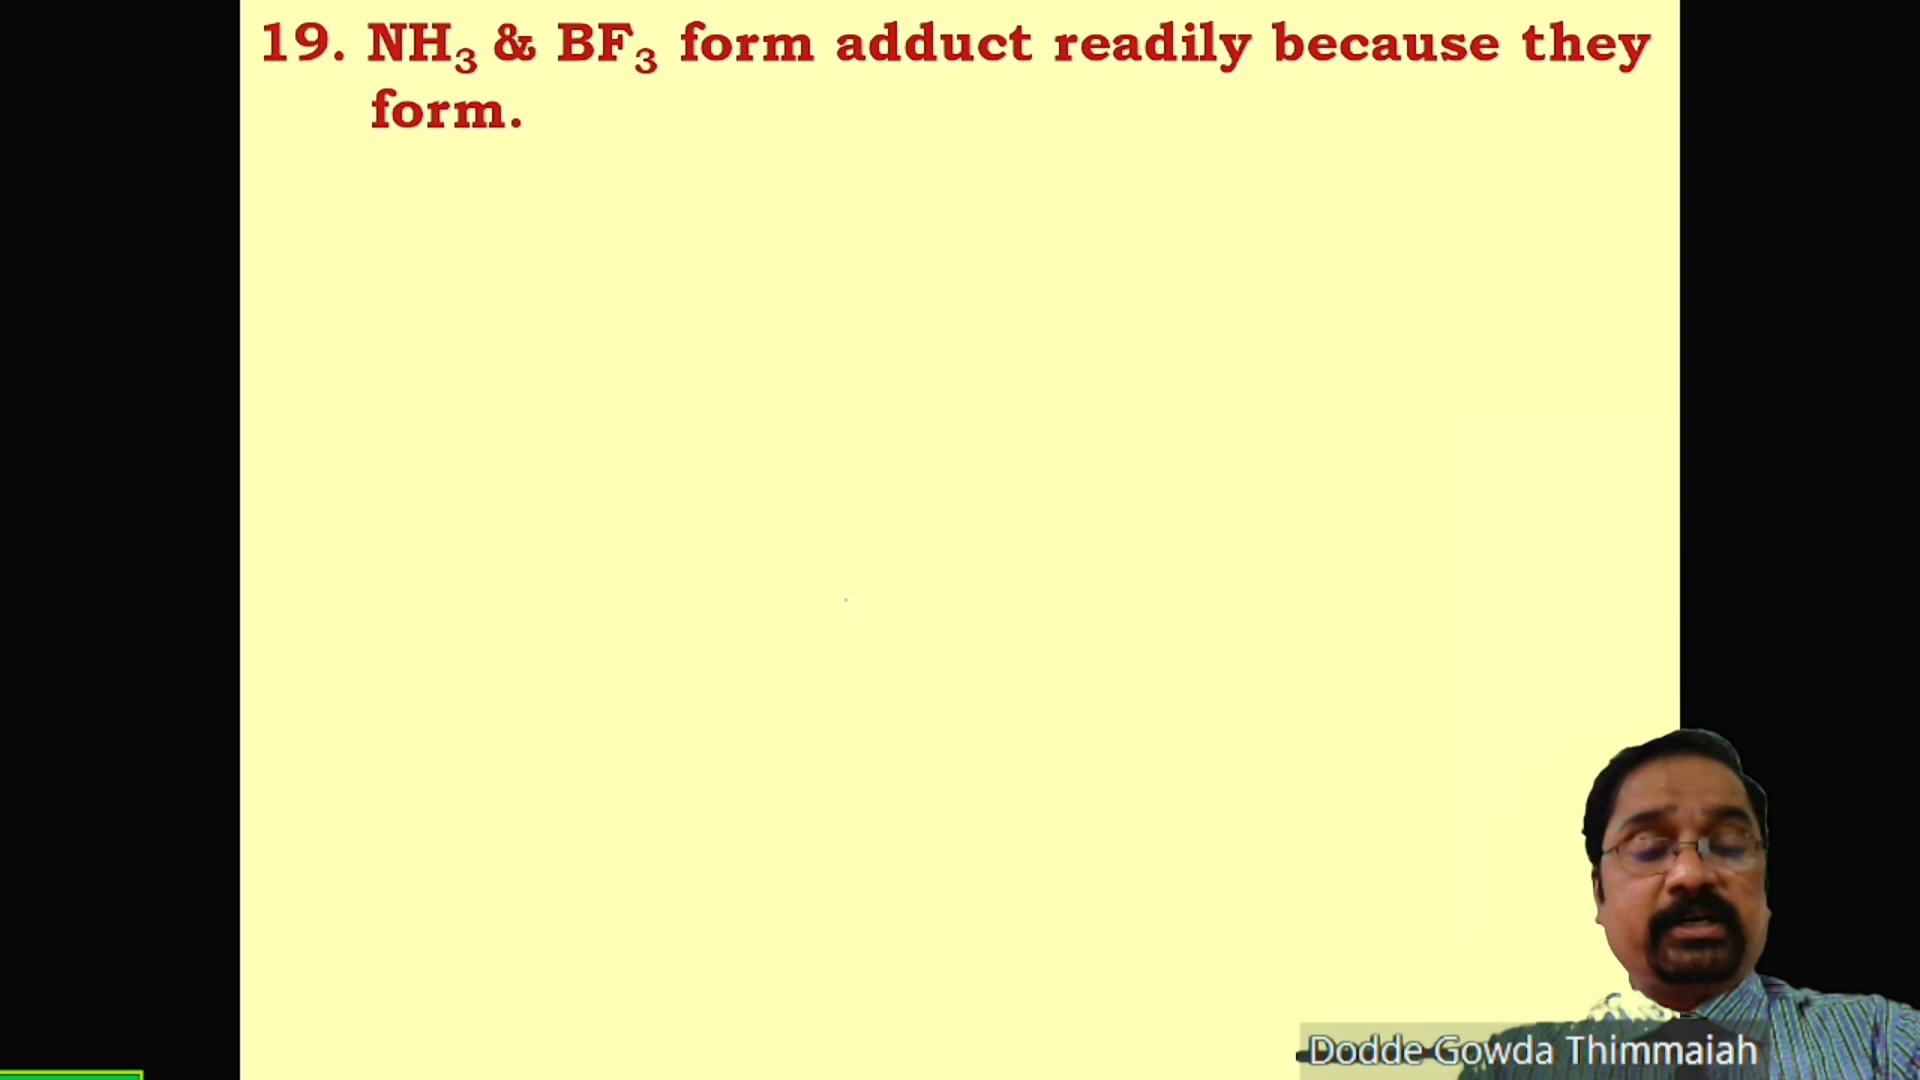 19. NH₃ & BF₃ form adduct readily because they
form.
Dodde Gowda Thimmaiah